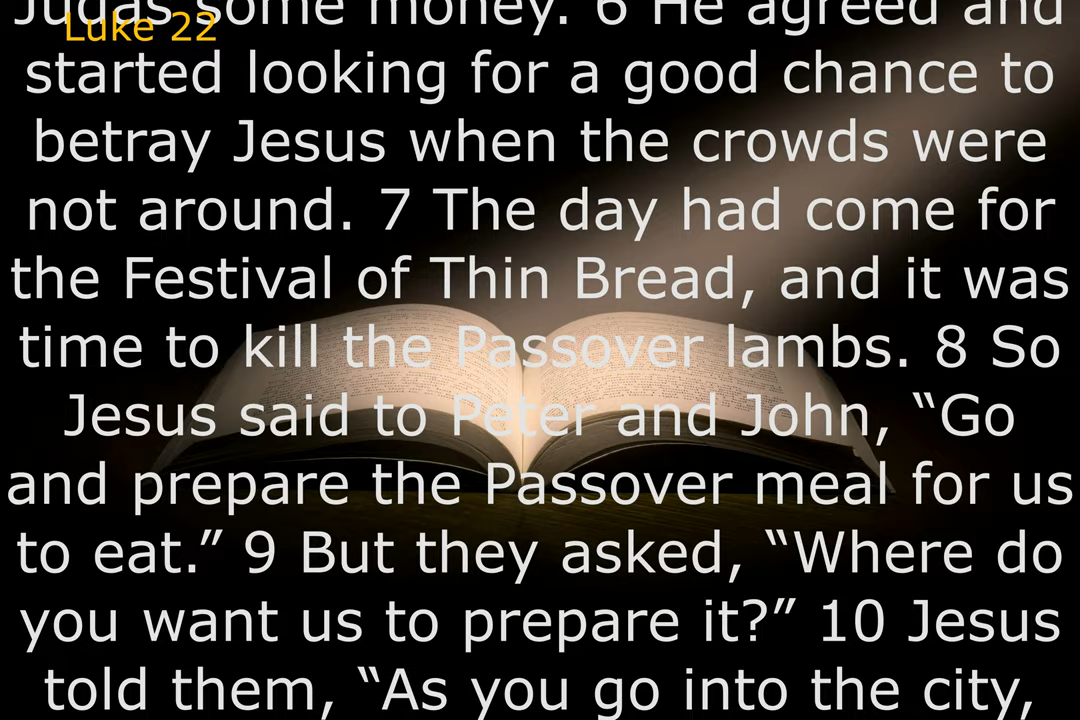 Judas some money. 6 He agreed and
Luke 22
started looking for a good chance to
betray Jesus when the crowds were
not around. 7 The day had come for
the Festival of Thin Bread, and it was
time to kill the Passover lambs. 8 So
Jesus said to Peter and John, “Go
and prepare the Passover meal for us
to eat.” 9 But they asked, “Where do
you want us to prepare it?” 10 Jesus
told them, “As you go into the city,